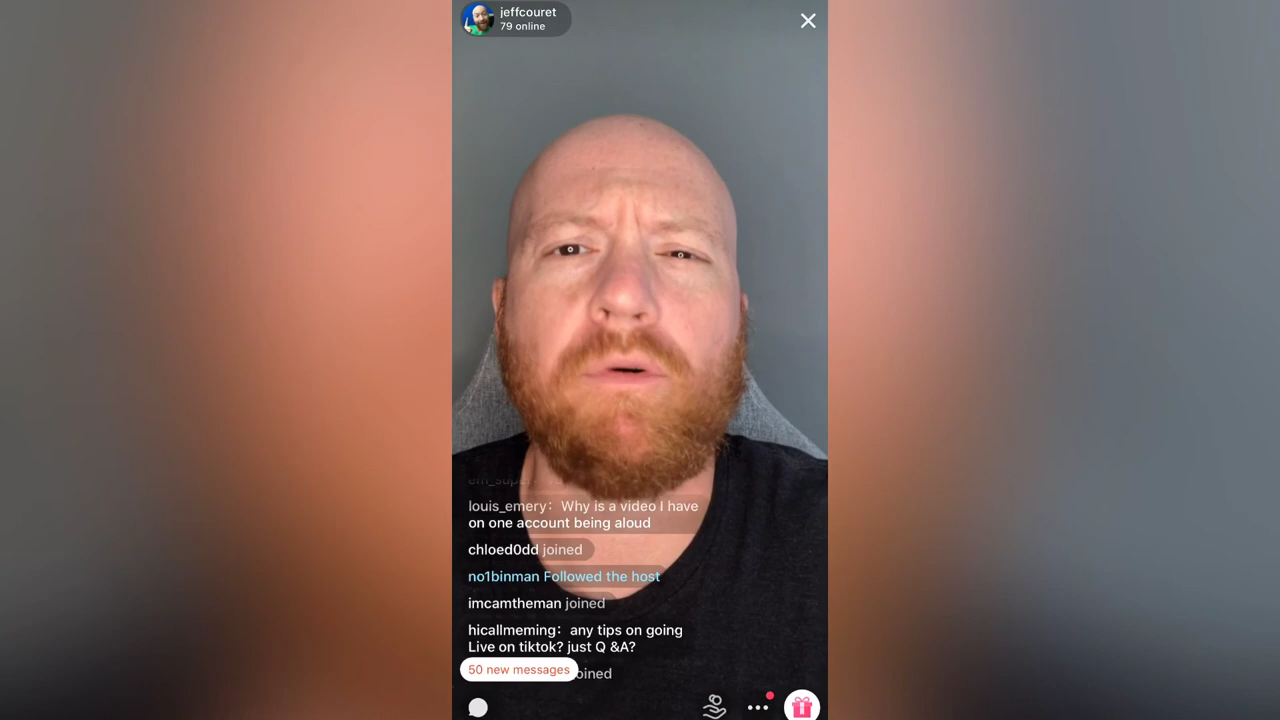 jeffcouret
79 online
louis_emery: Why is a video I have
on one account being aloud
chloed0dd joined
no1binman Followed the host
imcamtheman joined
hicallmeming: any tips on going
Live on tiktok? just Q &A?
50 new messages